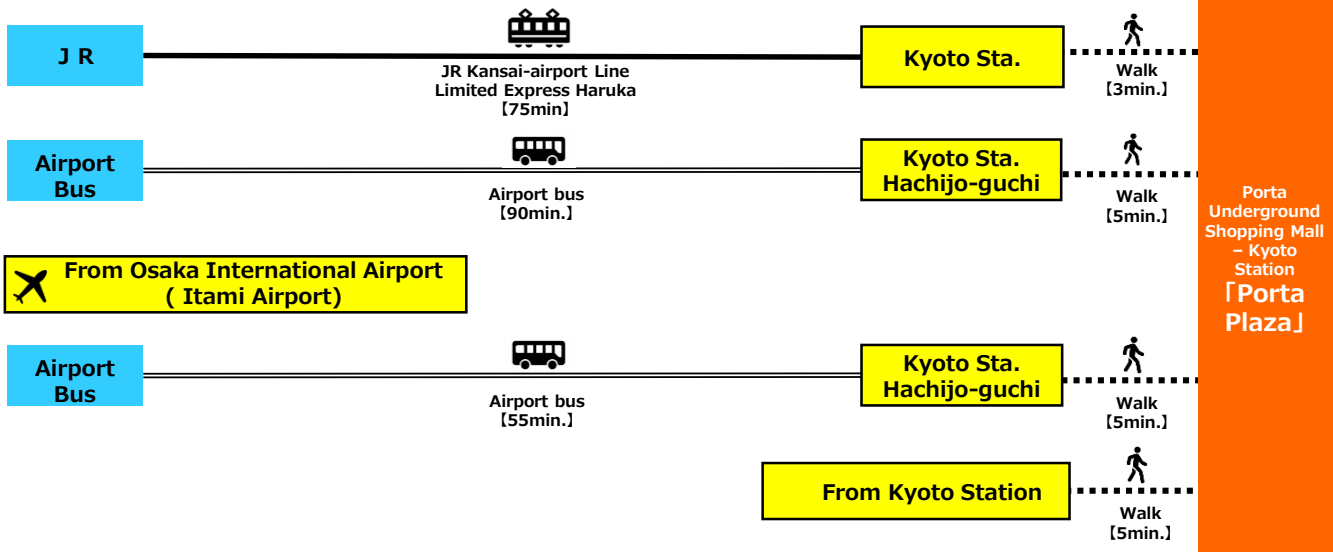 J R
JR Kansai-airport Line
Limited Express Haruka
【75min】
Kyoto Sta.
Walk
【3min.】
Airport
Bus
Airport bus
【90min.】
Kyoto Sta.
Hachijo-guchi
Walk
【5min.】
From Osaka International Airport
( Itami Airport)
Airport
Bus
Airport bus
【55min.】
Kyoto Sta.
Hachijo-guchi
Walk
【5min.】
From Kyoto Station
Walk
【5min.】
Porta
Underground
Shopping Mall
– Kyoto
Station
「Porta
Plaza」